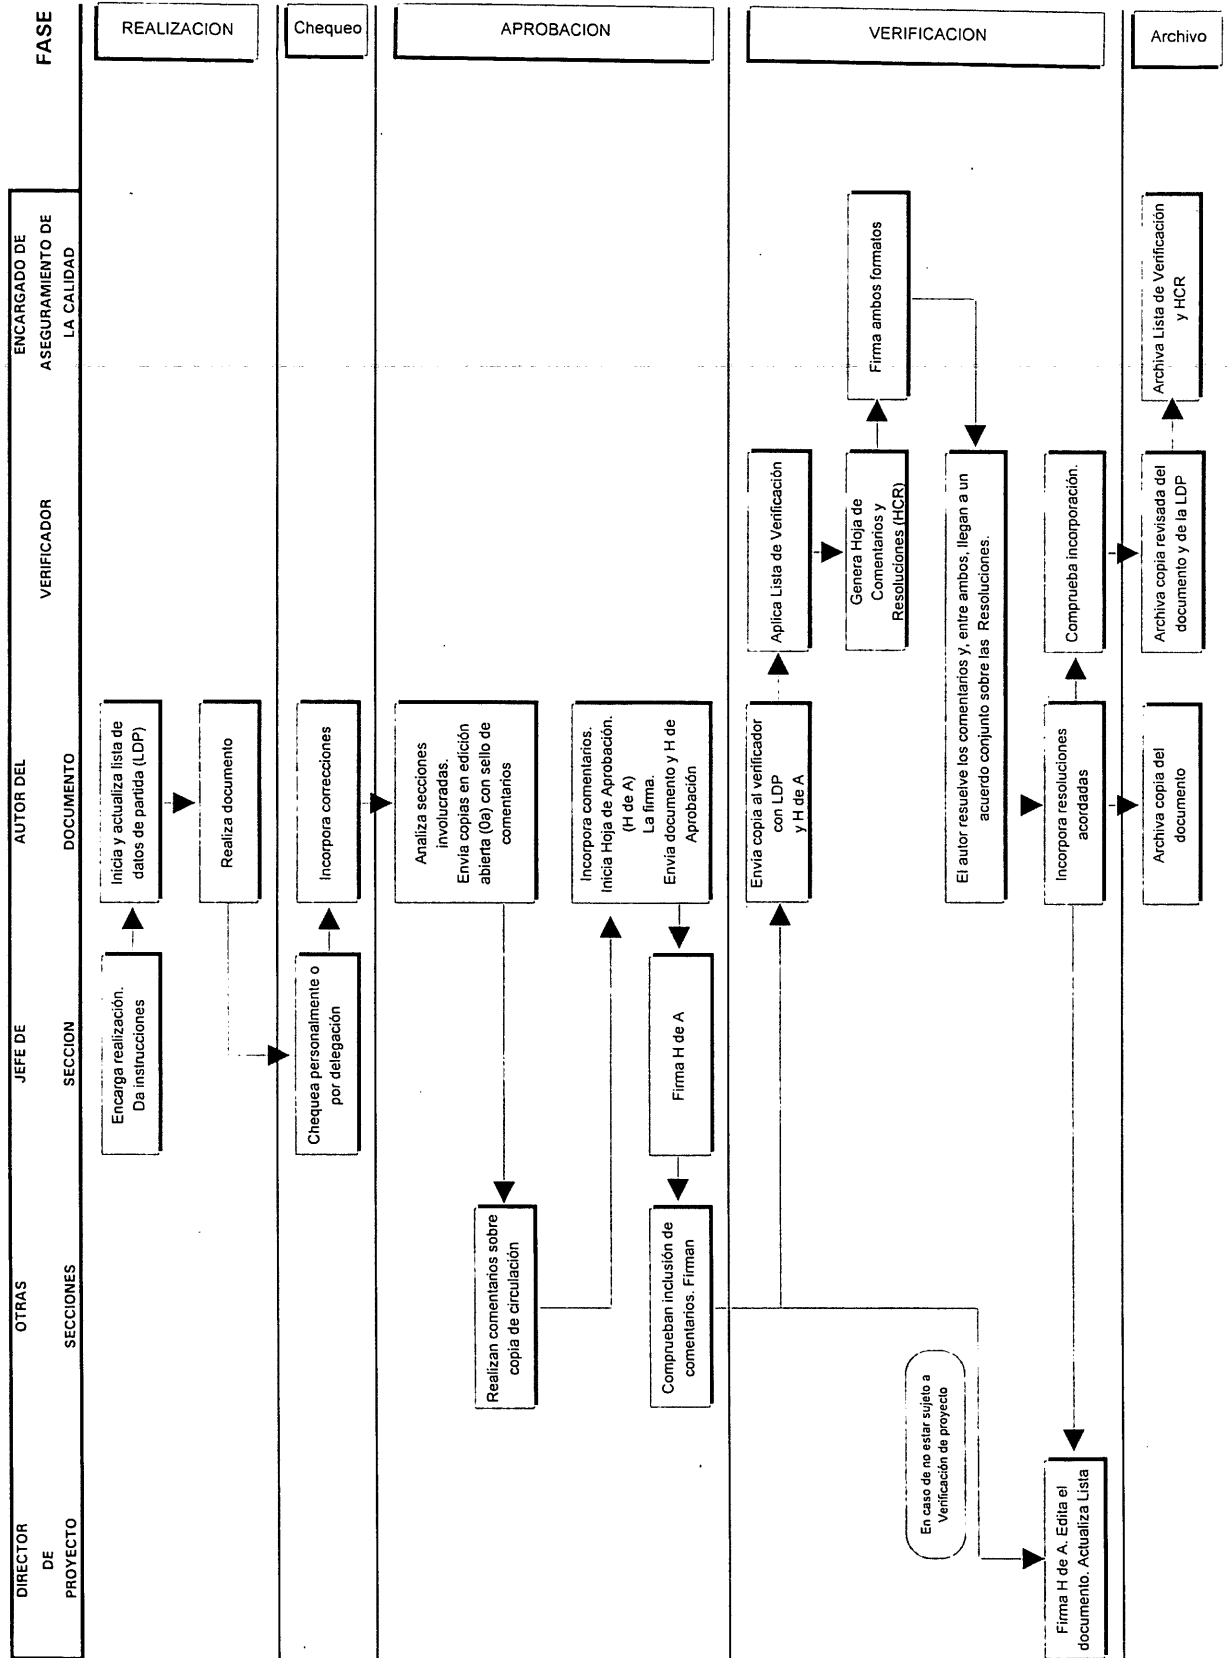 DIRECTOR
DE
PROYECTO
OTRAS
SECCIONES
JEFE DE
SECCION
AUTOR DEL
DOCUMENTO
VERIFICADOR
ENCARGADO DE
ASEGURAMIENTO DE
LA CALIDAD
FASE
REALIZACION
Encarga realización.
Da instrucciones
Inicia y actualiza lista de
datos de partida (LDP)
Realiza documento
Chequeo
Chequea personalmente o
por delegación
Incorpora correcciones
APROBACION
Analiza secciones
involucradas.
Envía copias en edición
abierta (0a) con sello de
comentarios
Realizan comentarios sobre
copia de circulación
Incorpora comentarios.
Inicia Hoja de Aprobación.
(H de A)
La firma.
Envia documento y H de
Aprobación
Firma H de A
Comprueban inclusión de
comentarios. Firman
VERIFICACION
Envía copia al verificador
con LDP
y H de A
Aplica Lista de Verificación
Genera Hoja de
Comentarios y
Resoluciones (HCR)
Firma ambos formatos
El autor resuelve los comentarios y, entre ambos, llegan a un
acuerdo conjunto sobre las Resoluciones.
En caso de no estar sujeto a
Verificación de proyecto
Incorpora resoluciones
acordadas
Comprueba incorporación.
Firma H de A. Edita el
documento. Actualiza Lista
Archivo
Archiva copia del
documento
Archiva copia revisada del
documento y de la LDP
Archiva Lista de Verificación
y HCR